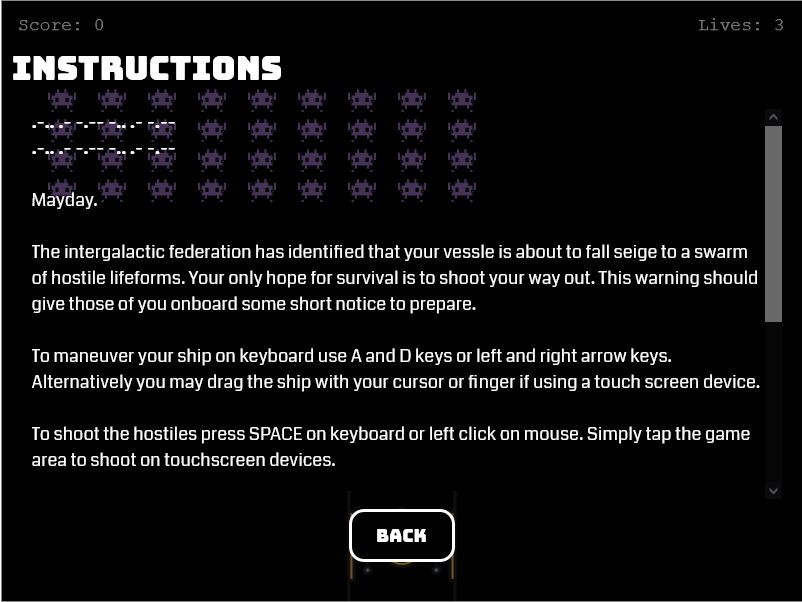 Score: 0
Lives: 3
INSTRUCTIONS
Mayday.
The intergalactic federation has identified that your vessle is about to fall seige to a swarm
of hostile lifeforms. Your only hope for survival is to shoot your way out. This warning should
give those of you onboard some short notice to prepare.
To maneuver your ship on keyboard use A and D keys or left and right arrow keys.
Alternatively you may drag the ship with your cursor or finger if using a touch screen device.
To shoot the hostiles press SPACE on keyboard or left click on mouse. Simply tap the game
area to shoot on touchscreen devices.
BACK